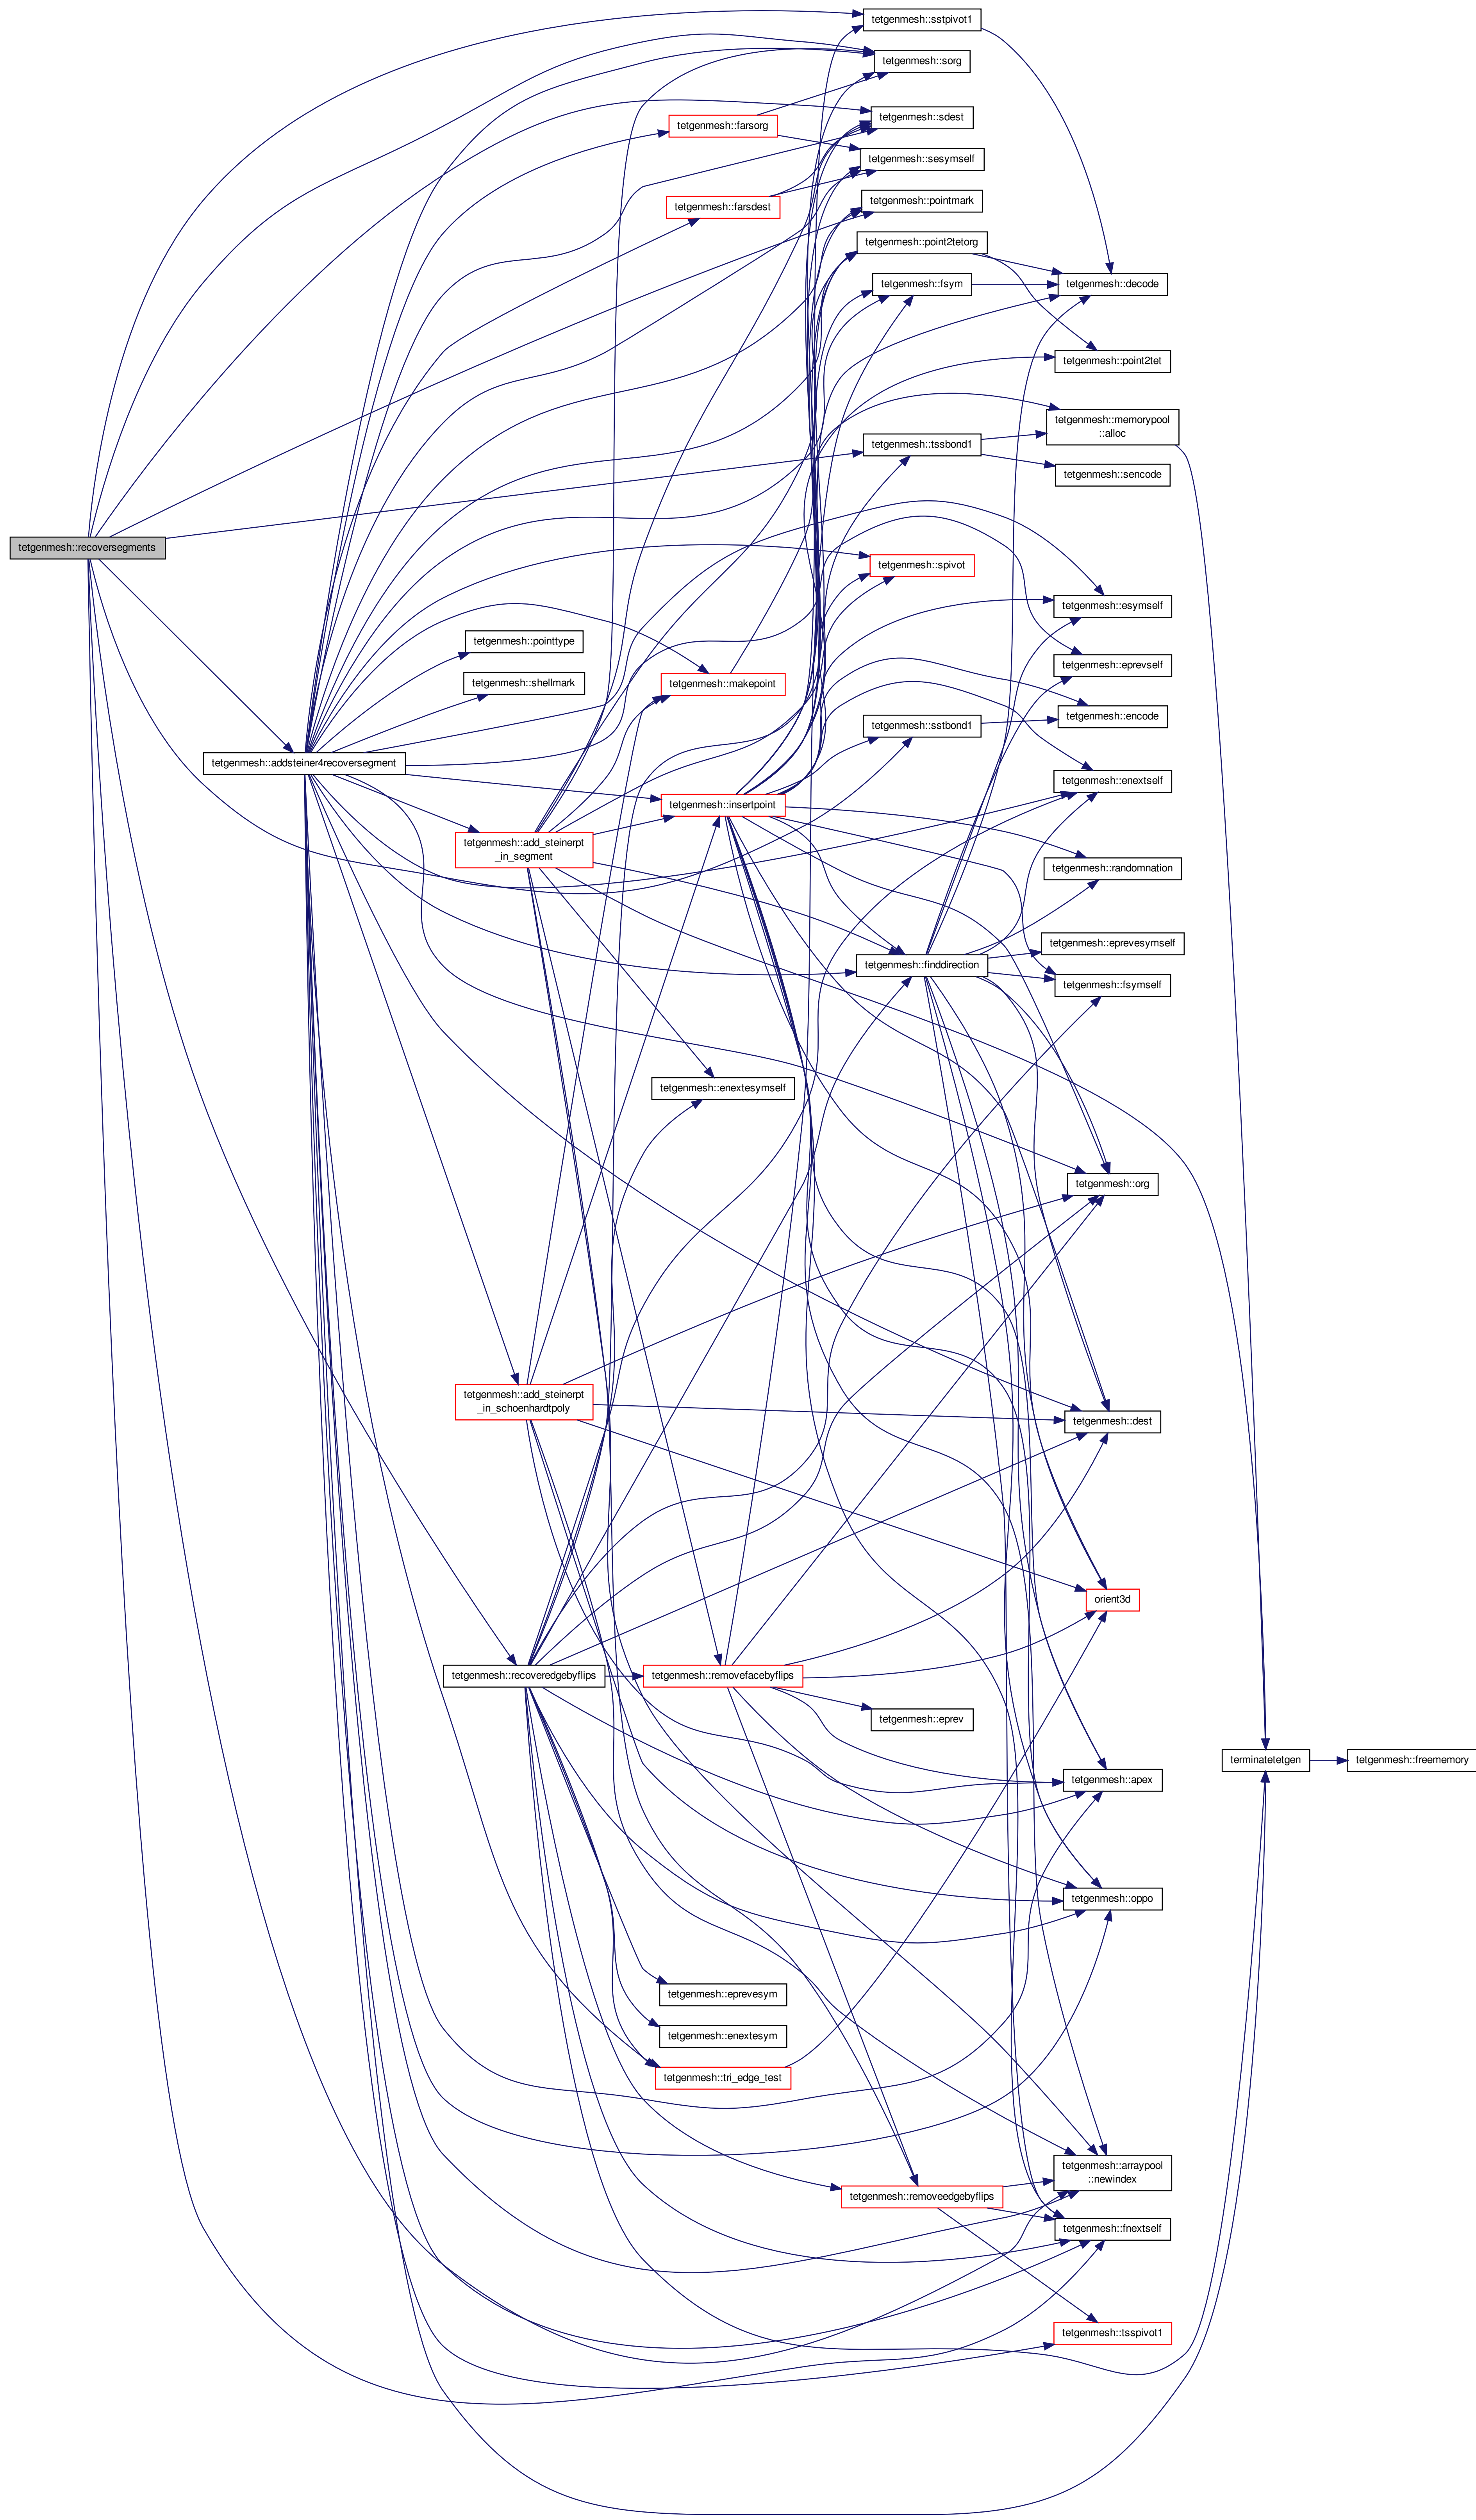 tetgenmesh::sstpivot1
tetgenmesh::sorg
tetgenmesh::sdest
tetgenmesh::farsorg
tetgenmesh::sesymself
tetgenmesh::farsdest
tetgenmesh::pointmark
tetgenmesh::point2tetorg
tetgenmesh::fsym
tetgenmesh::decode
tetgenmesh::point2tet
tetgenmesh::memorypool
::alloc
tetgenmesh::tssbond1
tetgenmesh::sencode
tetgenmesh::recoversegments
tetgenmesh::spivot
tetgenmesh::esymself
tetgenmesh::pointtype
tetgenmesh::eprevself
tetgenmesh::shellmark
tetgenmesh::makepoint
tetgenmesh::encode
tetgenmesh::sstbond1
tetgenmesh::addsteiner4recoversegment
tetgenmesh::enextself
tetgenmesh::insertpoint
tetgenmesh::add_steinerpt
_in_segment
tetgenmesh::randomnation
tetgenmesh::eprevesymself
tetgenmesh::finddirection
tetgenmesh::fsymself
tetgenmesh::enextesymself
tetgenmesh::org
tetgenmesh::add_steinerpt
_in_schoenhardtpoly
tetgenmesh::dest
orient3d
tetgenmesh::recoveredgebyflips
tetgenmesh::removefacebyflips
tetgenmesh::eprev
terminatetetgen
tetgenmesh::freememory
tetgenmesh::apex
tetgenmesh::oppo
tetgenmesh::eprevesym
tetgenmesh::enextesym
tetgenmesh::tri_edge_test
tetgenmesh::arraypool
::newindex
tetgenmesh::removeedgebyflips
tetgenmesh::fnextself
tetgenmesh::tsspivot1